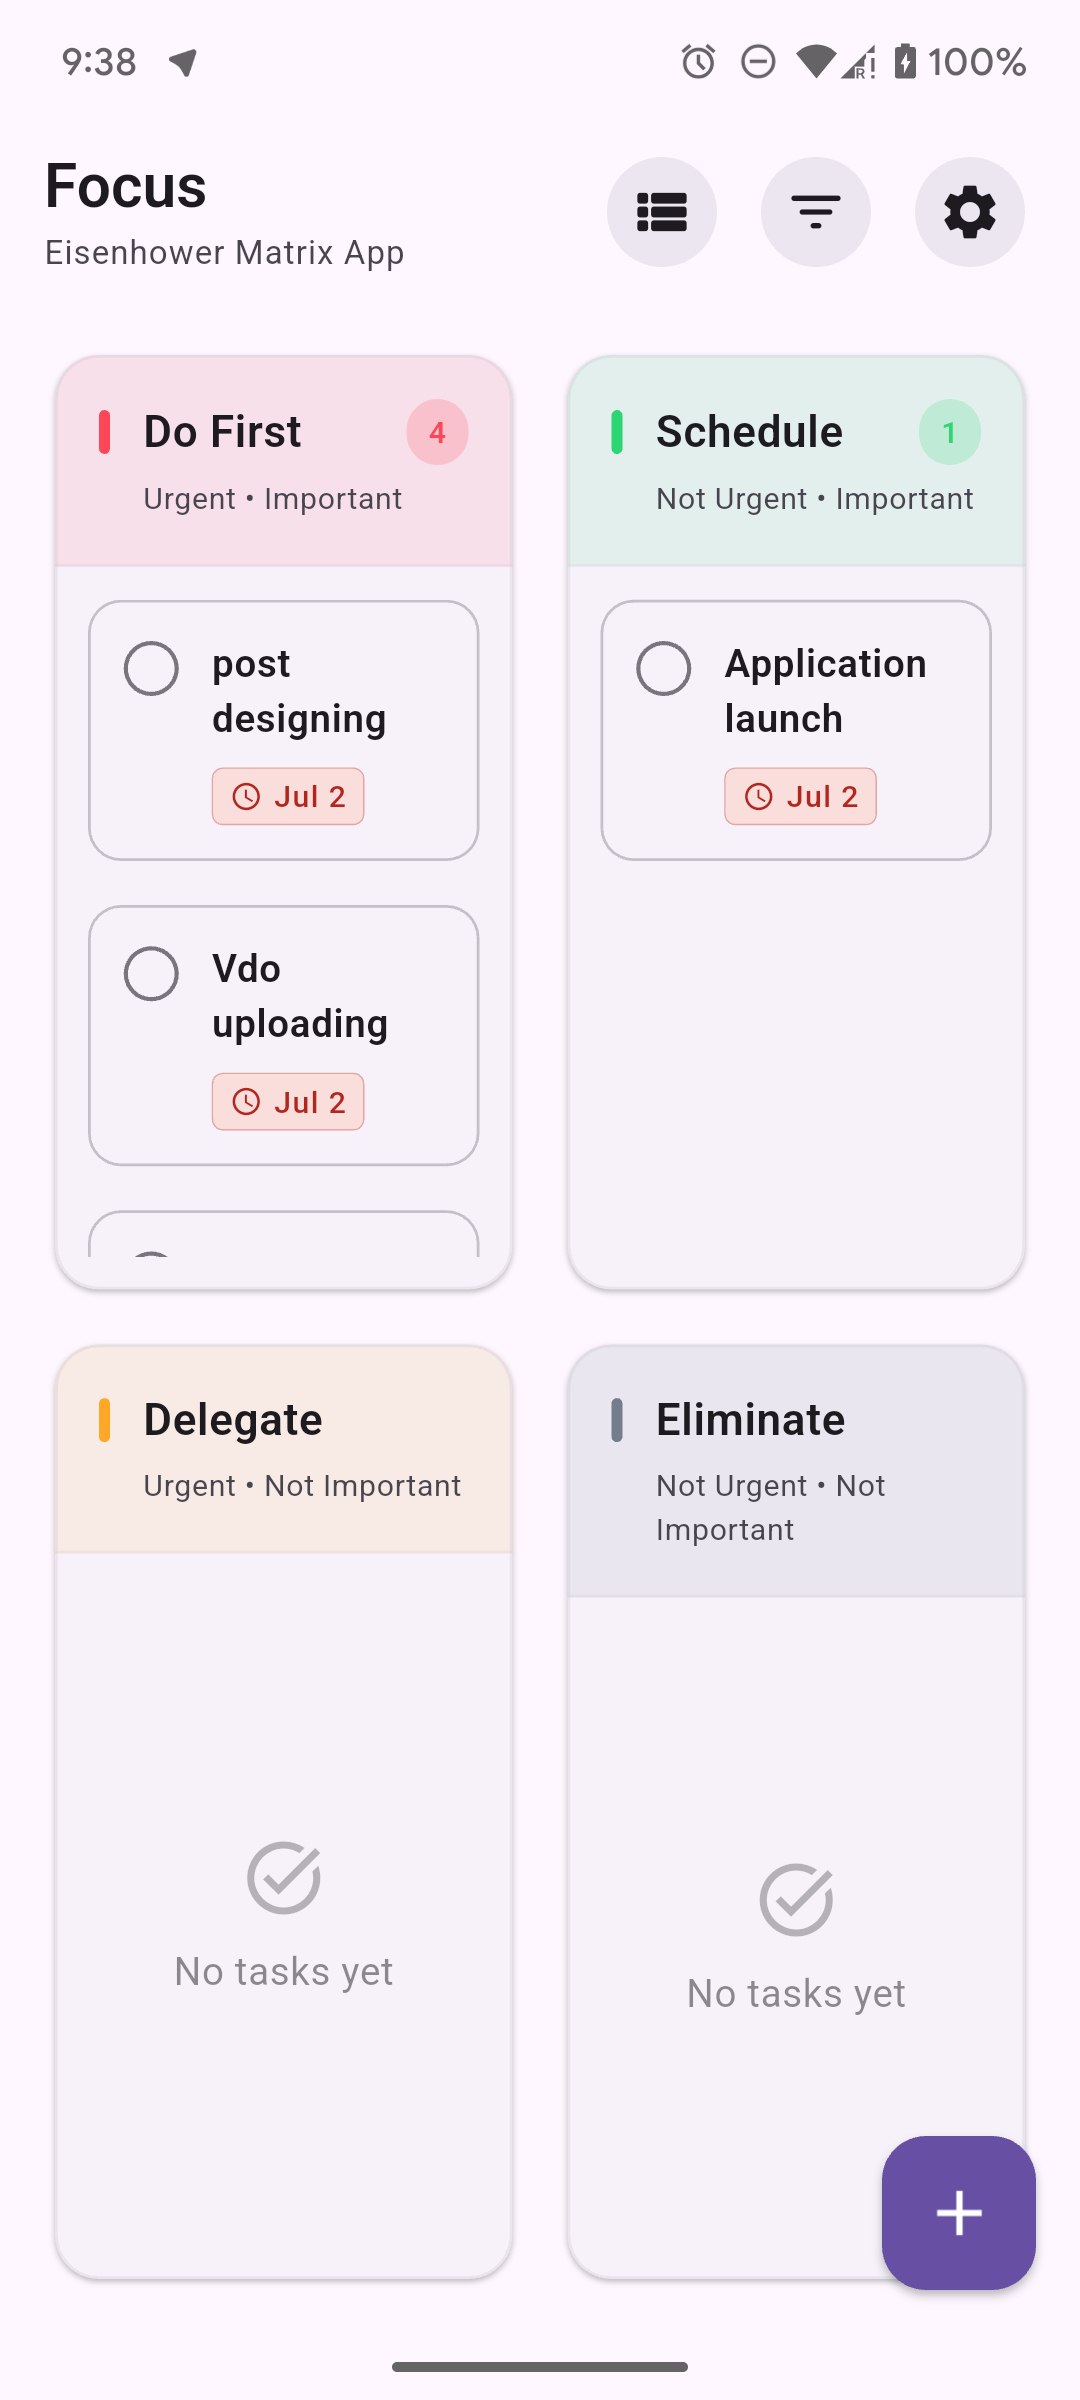 9:38
100%
Focus
Eisenhower Matrix App
Do First
4
Urgent • Important
Schedule
1
Not Urgent • Important
post
designing
Jul 2
Application
launch
Jul 2
Vdo
uploading
Jul 2
Delegate
Urgent • Not Important
Eliminate
Not Urgent • Not
Important
No tasks yet
No tasks yet